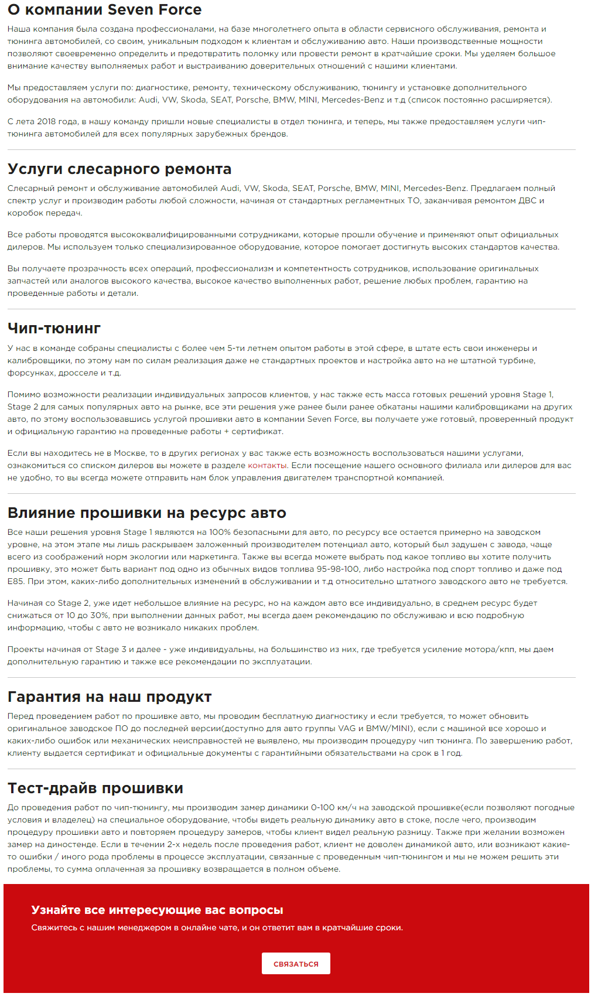 О компании Seven Force
Наша компания была создана профессионалами, на базе многолетнего опыта в области сервисного обслуживания, ремонта и
тюнинга автомобилей, со своим, уникальным подходом к клиентам и обслуживанию авто. Наши производственные мощности
позволяют своевременно определить и предотвратить поломку или провести ремонт в кратчайшие сроки. Мы уделяем большое
внимание качеству выполняемых работ и выстраиванию доверительных отношений с нашими клиентами.
Мы предоставляем услуги по: диагностике, ремонту, техническому обслуживанию, тюнингу и установке дополнительного
оборудования на автомобили: Audi, VW, Skoda, SEAT, Porsche, BMW, MINI, Mercedes-Benz и т.д (список постоянно расширяется).
С лета 2018 года, в нашу команду пришли новые специалисты в отдел тюнинга, и теперь, мы также предоставляем услуги чип-
тюнинга автомобилей для всех популярных зарубежных брендов.
Услуги слесарного ремонта
Слесарный ремонт и обслуживание автомобилей Audi, VW, Skoda, SEAT, Porsche, BMW, MINI, Mercedes-Benz. Предлагаем полный
спектр услуг и производим работы любой сложности, начиная от стандартных регламентных ТО, заканчивая ремонтом ДВС и
коробок передач.
Все работы проводятся высококвалифицированными сотрудниками, которые прошли обучение и применяют опыт официальных
дилеров. Мы используем только специализированное оборудование, которое помогает достигнуть высоких стандартов качества.
Вы получаете прозрачность всех операций, профессионализм и компетентность сотрудников, использование оригинальных
запчастей или аналогов высокого качества, высокое качество выполненных работ, решение любых проблем, гарантию на
проведенные работы и детали.
Чип-тюнинг
У нас в команде собраны специалисты с более чем 5-ти летнем опытом работы в этой сфере, в штате есть свои инженеры и
калибровщики, по этому нам по силам реализация даже не стандартных проектов и настройка авто на не штатной турбине,
форсунках, дросселе и т.д.
Помимо возможности реализации индивидуальных запросов клиентов, у нас также есть масса готовых решений уровня Stage 1,
Stage 2 для самых популярных авто на рынке, все эти решения уже ранее были ранее обкатаны нашими калибровщиками на других
авто, по этому воспользовавшись услугой прошивки авто в компании Seven Force, вы получаете уже готовый, проверенный продукт
и официальную гарантию на проведенные работы + сертификат.
Если вы находитесь не в Москве, то в других регионах у вас также есть возможность воспользоваться нашими услугами,
ознакомиться со списком дилеров вы можете в разделе контакты. Если посещение нашего основного филиала или дилеров для вас
не удобно, то вы всегда можете отправить нам блок управления двигателем транспортной компанией.
Влияние прошивки на ресурс авто
Все наши решения уровня Stage 1 являются на 100% безопасными для авто, по ресурсу все остается примерно на заводском
уровне, на этом этапе мы лишь раскрываем заложенный производителем потенциал авто, который был задушен с завода, чаще
всего из соображений норм экологии или маркетинга. Также вы всегда можете выбрать под какое топливо вы хотите получить
прошивку, это может быть вариант под одно из обычных видов топлива 95-98-100, либо настройка под спорт топливо и даже под
E85. При этом, каких-либо дополнительных изменений в обслуживании и т.д относительно штатного заводского авто не требуется.
Начиная со Stage 2, уже идет небольшое влияние на ресурс, но на каждом авто все индивидуально, в среднем ресурс будет
снижаться от 10 до 30%, при выполнении данных работ, мы всегда даем рекомендацию по обслуживаю и всю подробную
информацию, чтобы с авто не возникало никаких проблем.
Проекты начиная от Stage 3 и далее - уже индивидуальны, на большинство из них, где требуется усиление мотора/кпп, мы даем
дополнительную гарантию и также все рекомендации по эксплуатации.
Гарантия на наш продукт
Перед проведением работ по прошивке авто, мы проводим бесплатную диагностику и если требуется, то может обновить
оригинальное заводское ПО до последней версии(доступно для авто группы VAG и BMW/MINI), если с машиной все хорошо и
каких-либо ошибок или механических неисправностей не выявлено, мы производим процедуру чип тюнинга. По завершению работ,
клиенту выдается сертификат и официальные документы с гарантийными обязательствами на срок в 1 год.
Тест-драйв прошивки
До проведения работ по чип-тюнингу, мы производим замер динамики 0-100 км/ч на заводской прошивке(если позволяют погодные
условия и владелец) на специальное оборудование, чтобы видеть реальную динамику авто в стоке, после чего, производим
процедуру прошивки авто и повторяем процедуру замеров, чтобы клиент видел реальную разницу. Также при желании возможен
замер на диностенде. Если в течении 2-х недель после проведения работ, клиент не доволен динамикой авто, или возникают какие-
то ошибки / иного рода проблемы в процессе эксплуатации, связанные с проведенным чип-тюнингом и мы не можем решить эти
проблемы, то сумма оплаченная за прошивку возвращается в полном объеме.
Узнайте все интересующие вас вопросы
Свяжитесь с нашим менеджером в онлайне чате, и он ответит вам в кратчайшие сроки.
СВЯЗАТЬСЯ